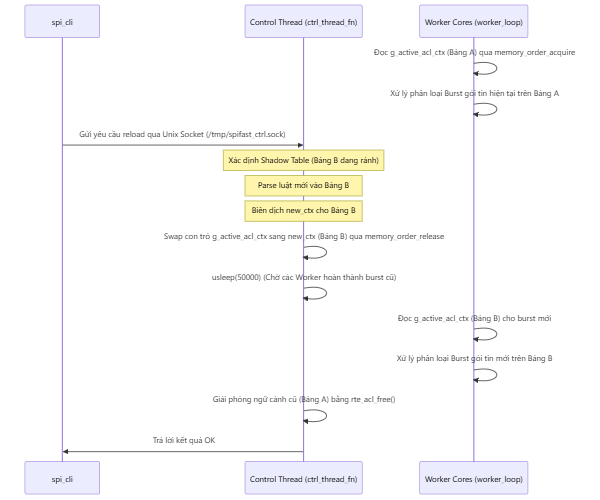 spi_cli
Control Thread (ctrl_thread_fn)
Worker Cores (worker_loop)
Đọc g_active_acl_ctx (Bảng A) qua memory_order_acquire
Xử lý phân loại Burst gói tin hiện tại trên Bảng A
Gửi yêu cầu reload qua Unix Socket (/tmp/spifast_ctrl.sock)
Xác định Shadow Table (Bảng B đang rảnh)
Parse luật mới vào Bảng B
Biên dịch new_ctx cho Bảng B
Swap con trỏ g_active_acl_ctx sang new_ctx (Bảng B) qua memory_order_release
usleep(50000) (Chờ các Worker hoàn thành burst cũ)
Đọc g_active_acl_ctx (Bảng B) cho burst mới
Xử lý phân loại Burst gói tin mới trên Bảng B
Giải phóng ngữ cảnh cũ (Bảng A) bằng rte_acl_free()
Trả lời kết quả OK
spi_cli
Control Thread (ctrl_thread_fn)
Worker Cores (worker_loop)